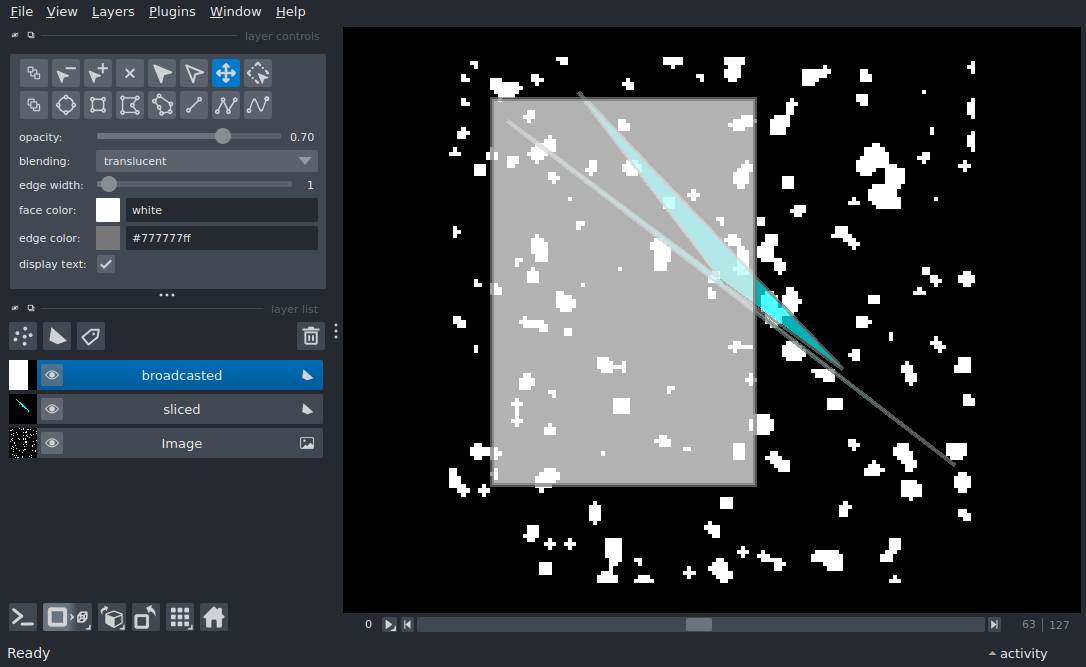 File View Layers Plugins Window Help
layer controls
opacity: 0.70
blending: translucent
edge width: 1
face color: white
edge color: #777777ff
display text:
layer list
broadcasted
sliced
Image
0 63 127
Ready activity